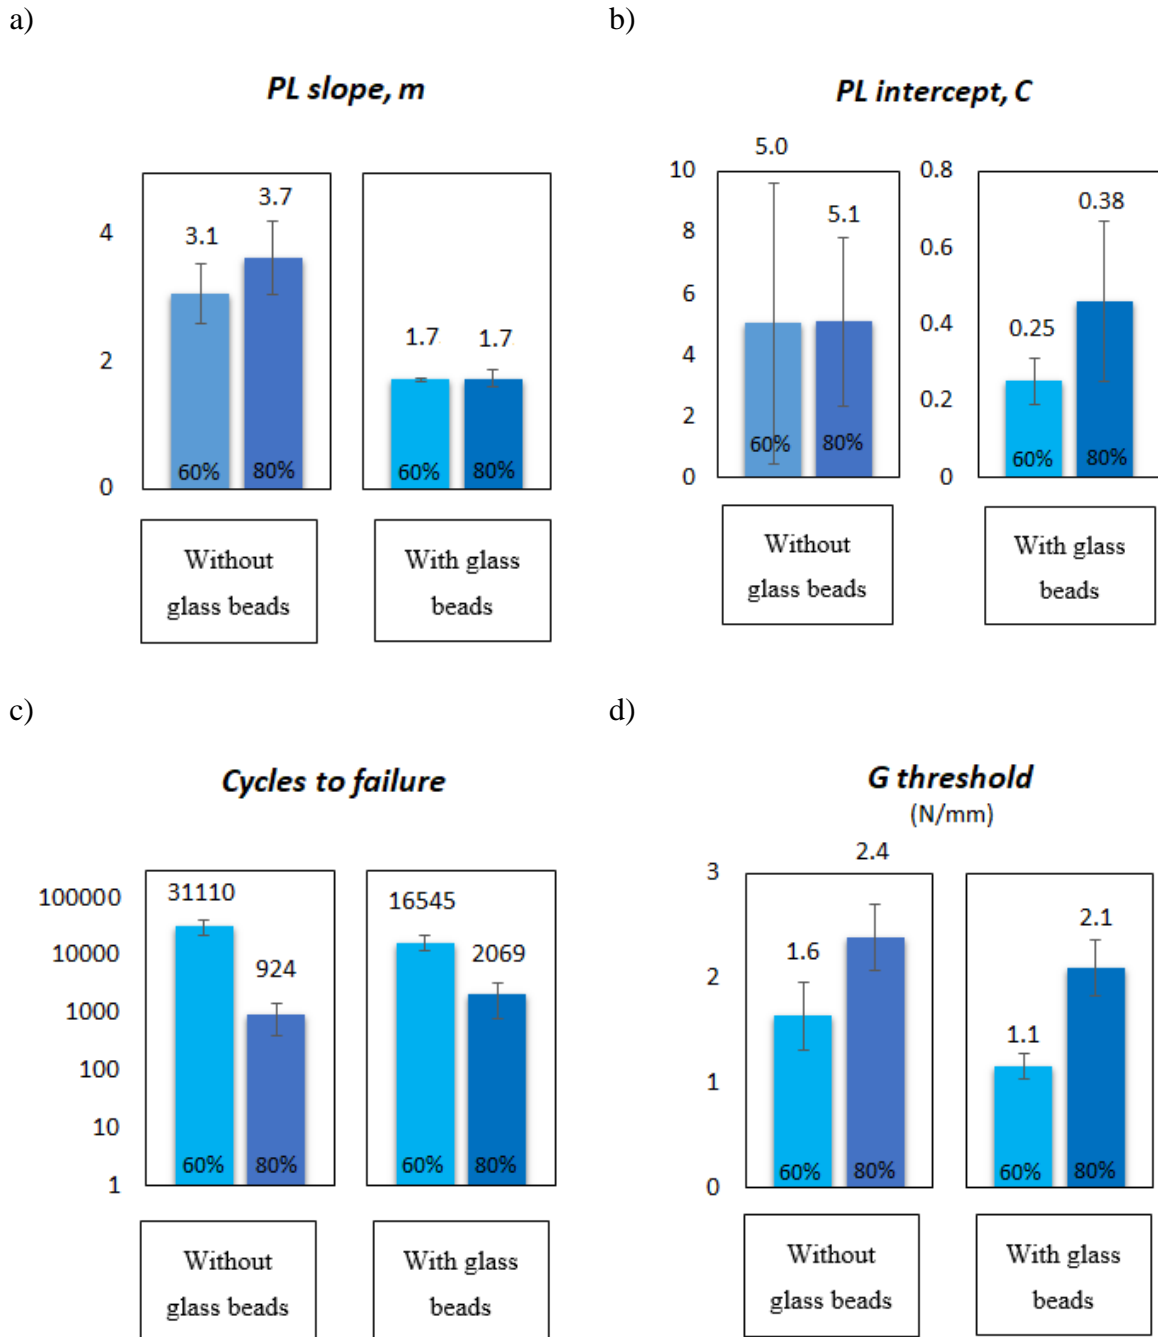 a)
PL slope, m
4
2
0
3.1
3.7
1.7
1.7
60%
80%
60%
80%
Without
glass beads
With glass
beads
b)
PL intercept, C
10
8
6
4
2
0
5.0
5.1
60%
80%
0.8
0.6
0.4
0.2
0
0.25
0.38
60%
80%
Without
glass beads
With glass
beads
c)
Cycles to failure
100000
10000
1000
100
10
1
31110
924
16545
2069
60%
80%
60%
80%
Without
glass beads
With glass
beads
d)
G threshold
(N/mm)
3
2
1
0
1.6
2.4
1.1
2.1
60%
80%
60%
80%
Without
glass beads
With glass
beads